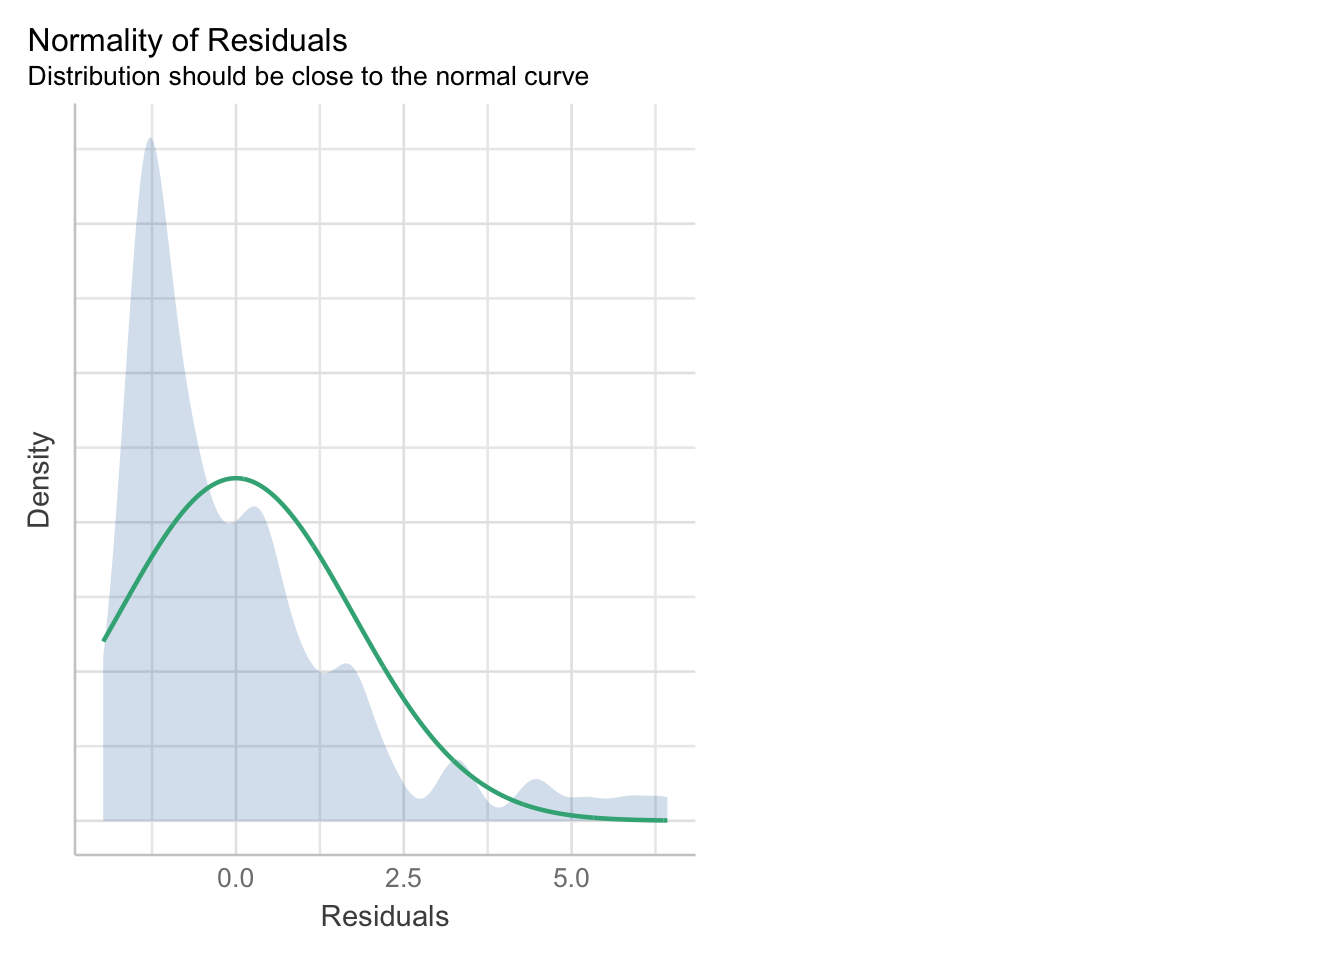 Normality of Residuals
Distribution should be close to the normal curve
Density
0.0 2.5 5.0
Residuals